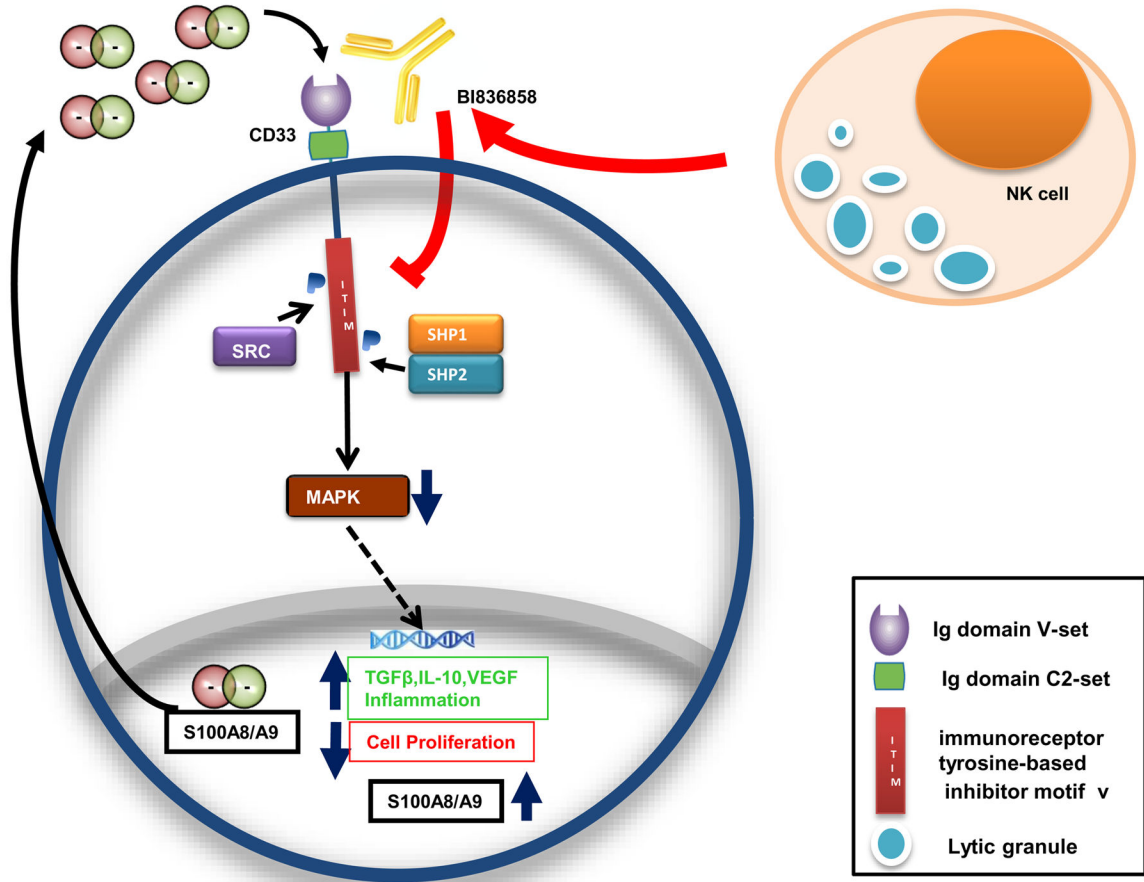 - -
- -
- -
- -
BI836858
CD33
NK cell
I
T
I
M
SHP1
SRC
SHP2
MAPK
- -
TGFβ,IL-10,VEGF
Inflammation
S100A8/A9
Cell Proliferation
S100A8/A9
Ig domain V-set
Ig domain C2-set
I
T
I
M
immunoreceptor
tyrosine-based
inhibitor motif v
Lytic granule